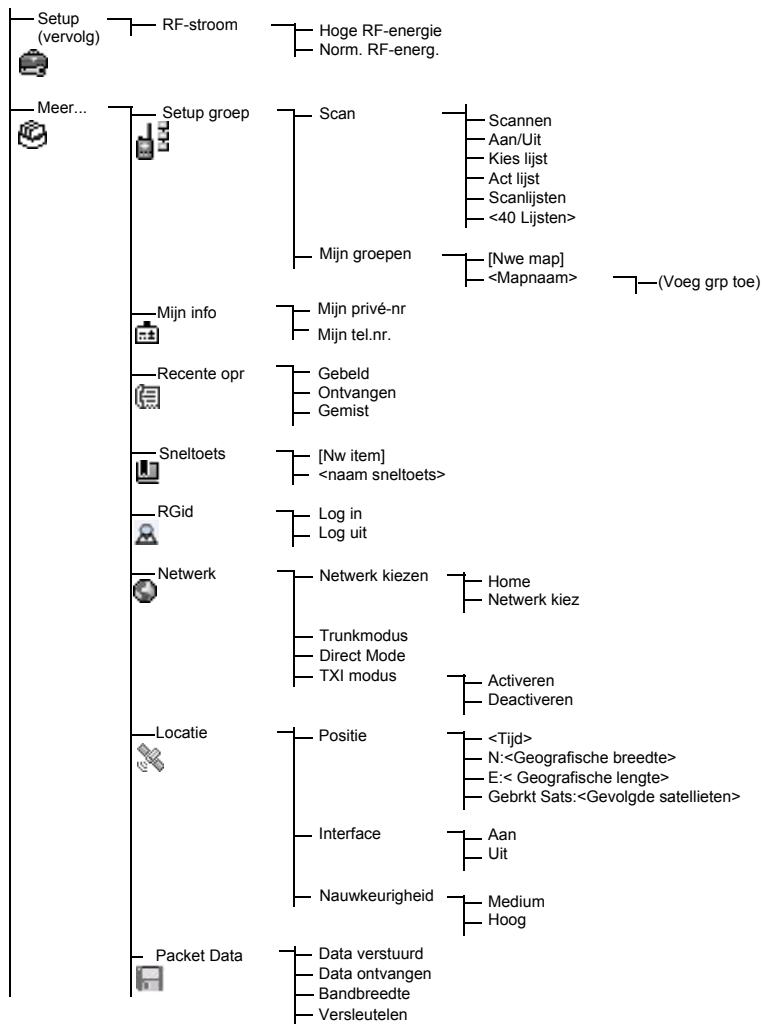 Setup
(vervolg)
RF-stroom
Hoge RF-energie
Norm. RF-energ.
Meer...
Setup groep
Scan
Scannen
Aan/Uit
Kies lijst
Act lijst
Scanlijsten
<40 Lijsten>
Mijn groepen
[Nwe map]
<Mapnaam>
(Voeg grp toe)
Mijn info
Mijn privé-nr
Mijn tel.nr.
Recente opr
Gebeld
Ontvangen
Gemist
Sneltoets
[Nw item]
<naam sneltoets>
RGid
Log in
Log uit
Netwerk
Netwerk kiezen
Home
Netwerk kiez
Trunkmodus
Direct Mode
TXI modus
Activeren
Deactiveren
Locatie
Positie
<Tijd>
N:<Geografische breedte>
E:< Geografische lengte>
Gebrkt Sats:<Gevolgde satellieten>
Interface
Aan
Uit
Nauwkeurigheid
Medium
Hoog
Packet Data
Data verstuurd
Data ontvangen
Bandbreedte
Versleutelen